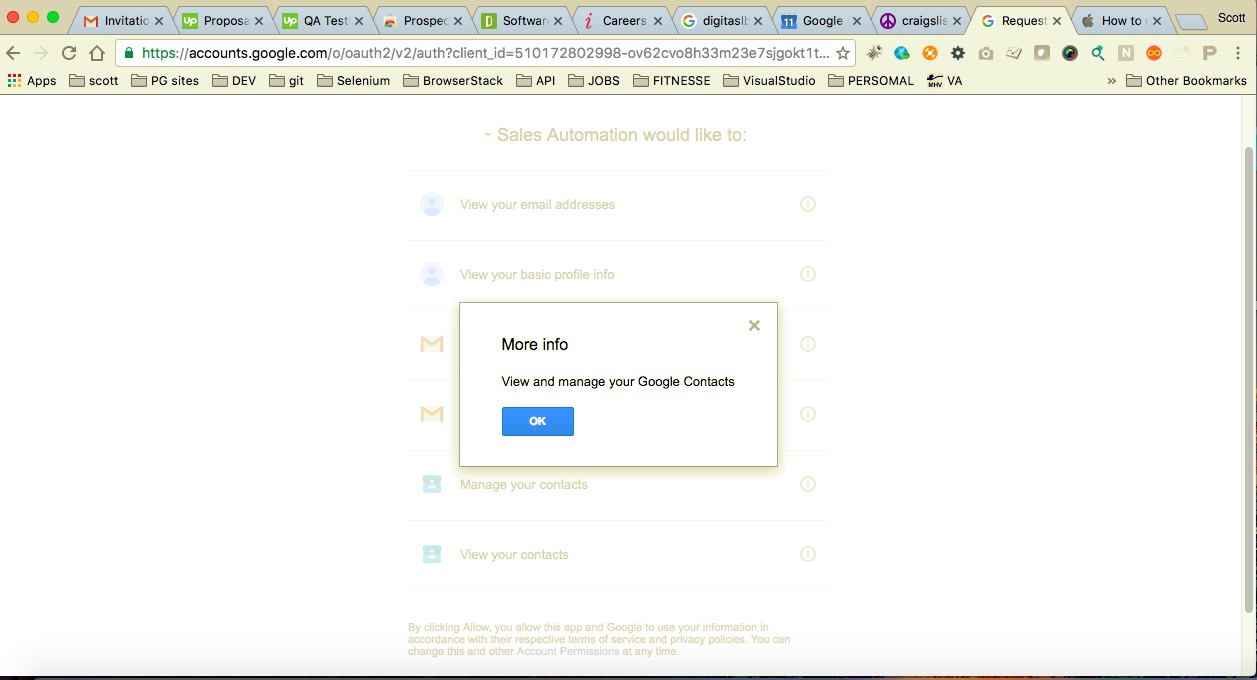 Invitatio Up Proposa Up QA Test Prospec Softwar i Careers G digitaslb 11 Google craigslis G Request How to Scott
https://accounts.google.com/o/oauth2/v2/auth?client_id=510172802998-ov62cvo8h33m23e7sjgokt1t...
Apps scott PG sites DEV git Selenium BrowserStack API JOBS FITNESSE VisualStudio PERSOMAL MHV VA » Other Bookmarks
Sales Automation would like to:
View your email addresses
View your basic profile info
More info
View and manage your Google Contacts
OK
Manage your contacts
View your contacts
By clicking Allow, you allow this app and Google to use your information in
accordance with their respective terms of service and privacy policies. You can
change this and other Account Permissions at any time.